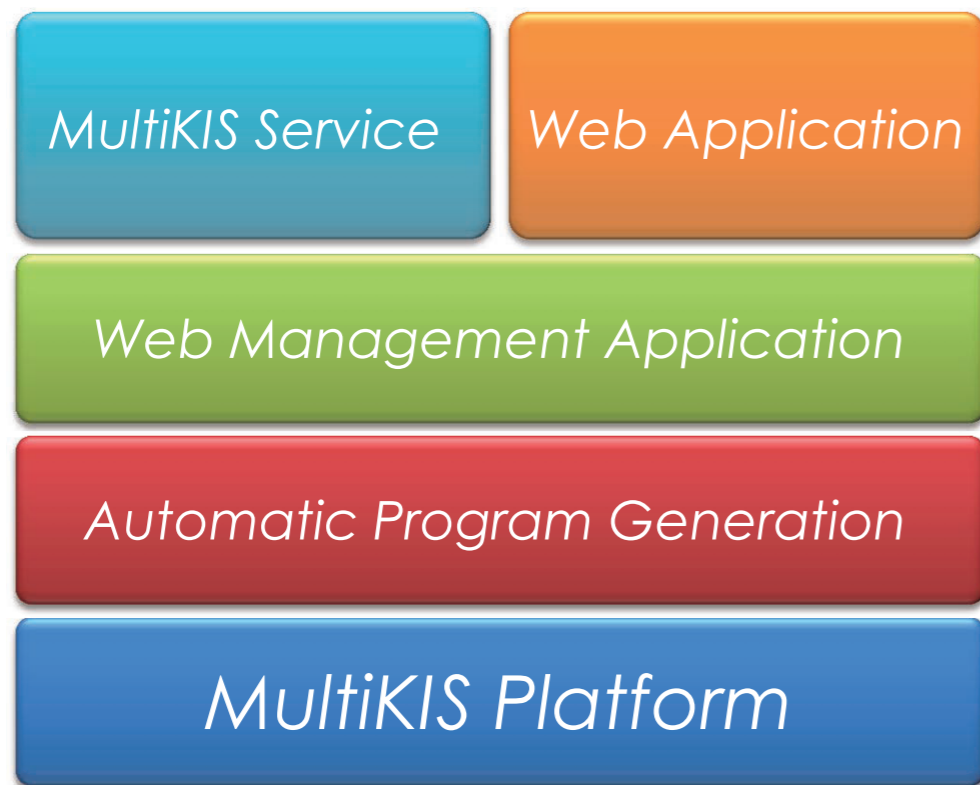 MultiKIS Service
Web Application
Web Management Application
Automatic Program Generation
MultiKIS Platform